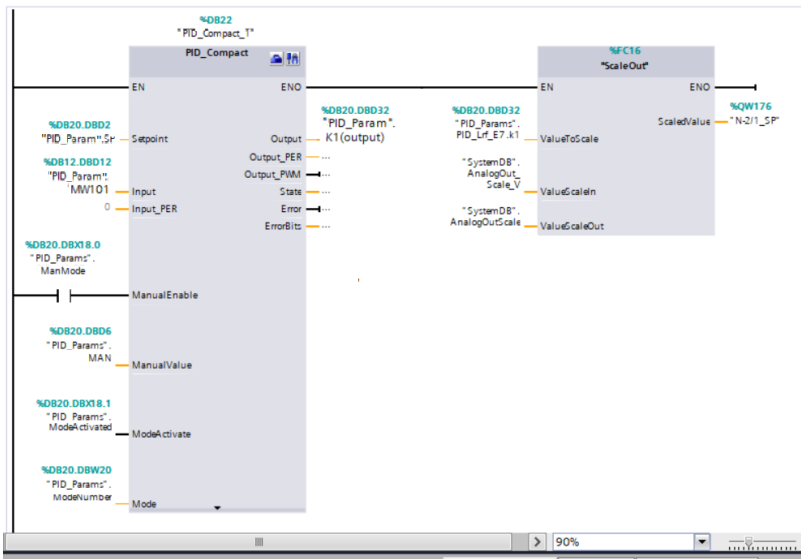 %DB22
"PID_Compact_T"
PID_Compact
EN
ENO
%DB20.DBD2
"PID_Param".SP
Setpoint
%DB12.DBD12
"PID_Param".
'MW101
Input
0
Input_PER
%DB20.DBX18.0
"PID_Params".
ManMode
ManualEnable
%DB20.DBD6
"PID_Params".
MAN
ManualValue
%DB20.DBX18.1
"PID_Params".
ModeActivated
ModeActivate
%DB20.DBW20
"PID_Params".
ModeNumber
Mode
%DB20.DBD32
"PID_Param".
K1(output)
Output
Output_PER
...
Output_PWM
...
State
...
Error
...
ErrorBits
...
%FC16
"ScaleOut"
EN
ENO
%DB20.DBD32
"PID_Params".
PID_Lrf_E7.k1
ValueToScale
"SystemDB".
AnalogOut_
Scale_V
ValueScaleIn
"SystemDB".
AnalogOutScale
ValueScaleOut
%QW176
ScaledValue
"N-2/1_SP"
90%